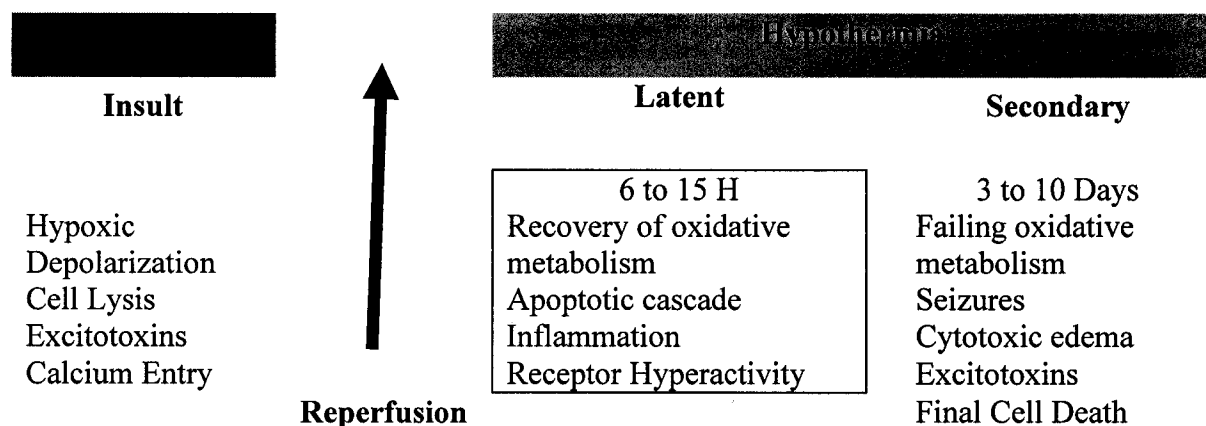 Hypothermia
Insult
Latent
Secondary
6 to 15 H
3 to 10 Days
Hypoxic
Depolarization
Cell Lysis
Excitotoxins
Calcium Entry
Recovery of oxidative
metabolism
Apoptotic cascade
Inflammation
Receptor Hyperactivity
Failing oxidative
metabolism
Seizures
Cytotoxic edema
Excitotoxins
Final Cell Death
Reperfusion